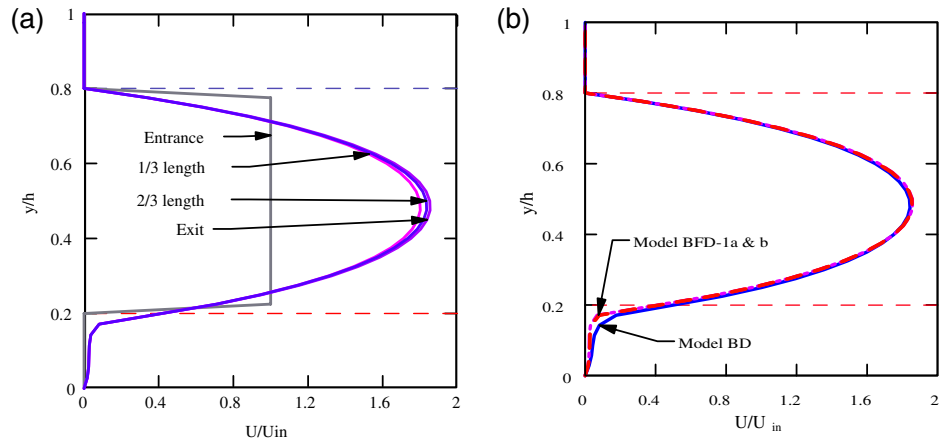 (a)
1
0.8
0.6
0.4
0.2
0
y/h
Entrance
1/3 length
2/3 length
Exit
0
0.4
0.8
1.2
1.6
2
U/Uin
(b)
1
0.8
0.6
0.4
0.2
0
y/h
Model BFD-1a & b
Model BD
0
0.4
0.8
1.2
1.6
2
U/U in